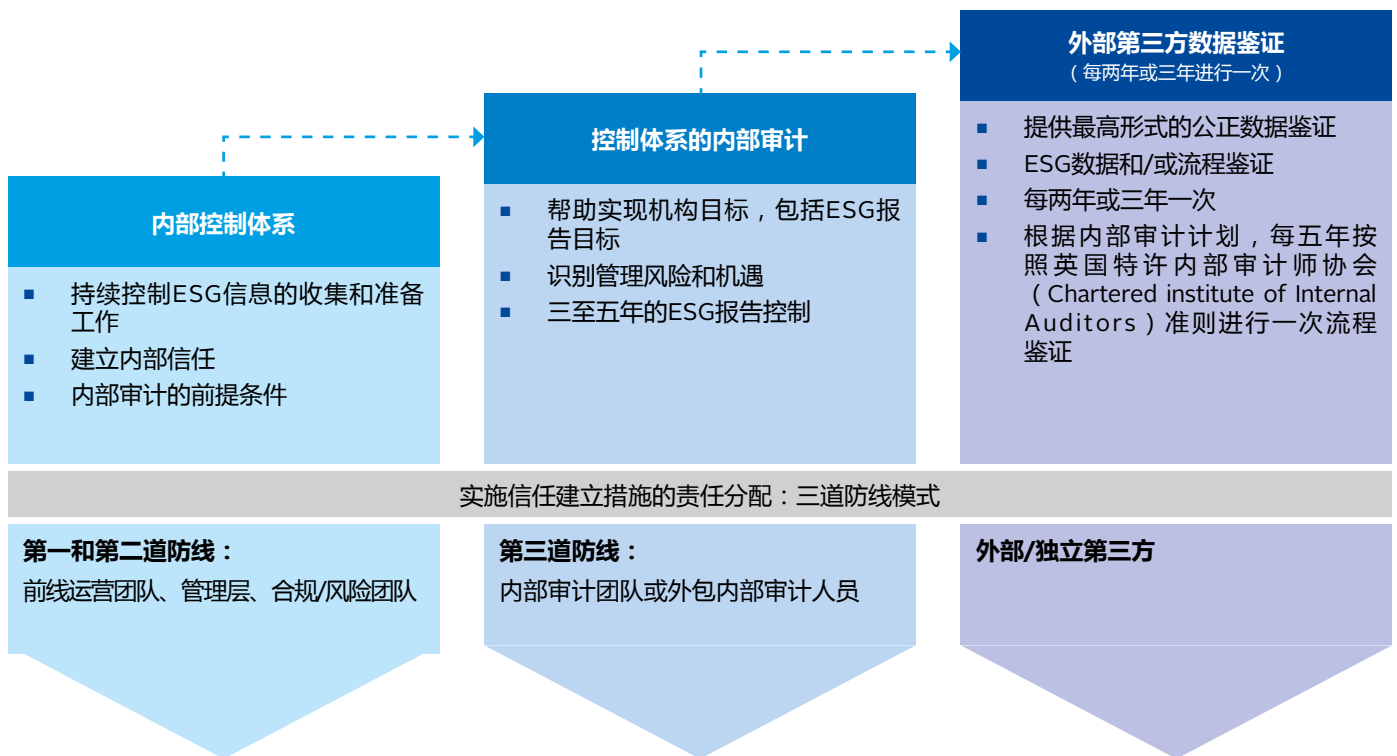 内部控制体系
持续控制ESG信息的收集和准备
工作
建立内部信任
内部审计的前提条件
控制体系的内部审计
帮助实现机构目标，包括ESG报
告目标
识别管理风险和机遇
三至五年的ESG报告控制
外部第三方数据鉴证
（每两年或三年进行一次）
提供最高形式的公正数据鉴证
ESG数据和/或流程鉴证
每两年或三年一次
根据内部审计计划，每五年按
照英国特许内部审计师协会
（Chartered institute of Internal
Auditors）准则进行一次流程
鉴证
实施信任建立措施的责任分配：三道防线模式
第一和第二道防线：
前线运营团队、管理层、合规/风险团队
第三道防线：
内部审计团队或外包内部审计人员
外部/独立第三方